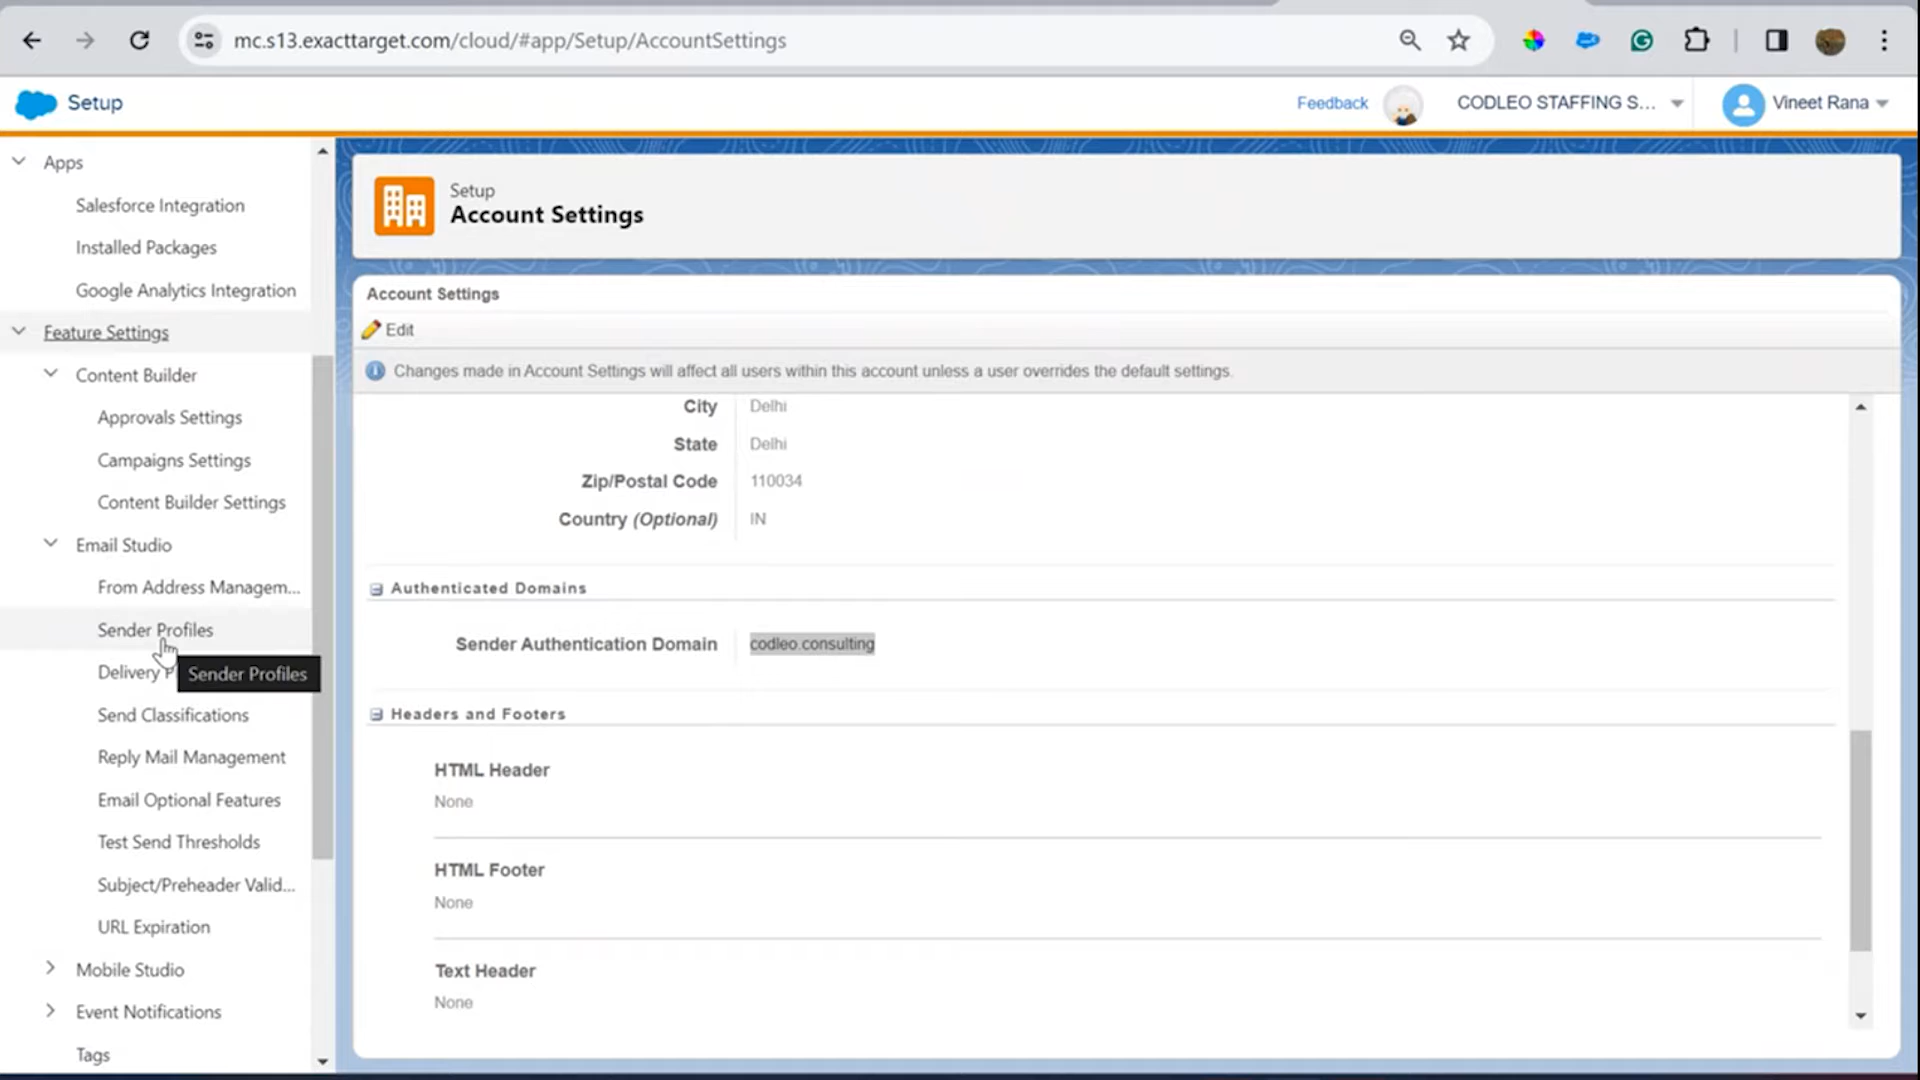 mc.s13.exacttarget.com/cloud/#app/Setup/AccountSettings
Setup
Feedback
CODLEO STAFFING S...
Vineet Rana
Apps
Salesforce Integration
Installed Packages
Google Analytics Integration
Feature Settings
Content Builder
Approvals Settings
Campaigns Settings
Content Builder Settings
Email Studio
From Address Managem...
Sender Profiles
Delivery P
Sender Profiles
Send Classifications
Reply Mail Management
Email Optional Features
Test Send Thresholds
Subject/Preheader Valid...
URL Expiration
Mobile Studio
Event Notifications
Tags
Setup
Account Settings
Account Settings
Edit
Changes made in Account Settings will affect all users within this account unless a user overrides the default settings.
City Delhi
State Delhi
Zip/Postal Code 110034
Country (Optional) IN
Authenticated Domains
Sender Authentication Domain codleo.consulting
Headers and Footers
HTML Header
None
HTML Footer
None
Text Header
None